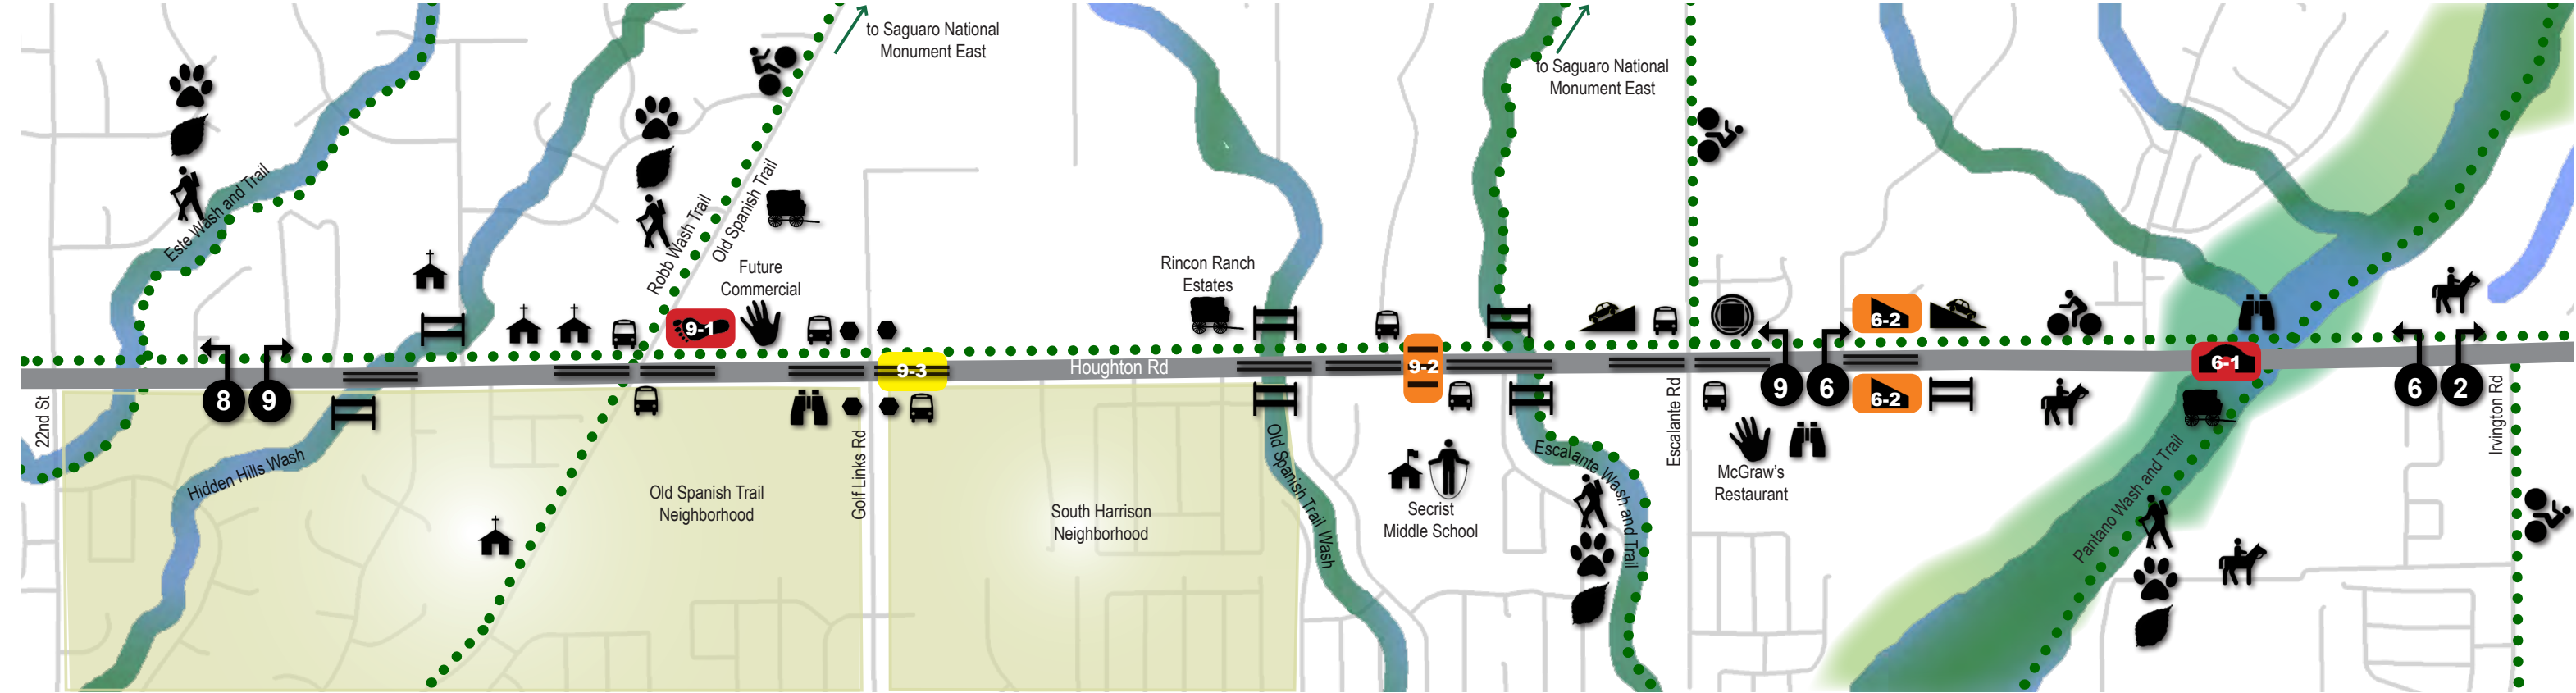 to Saguaro National
Monument East
to Saguaro National
Monument East
Este Wash and Trail
Robb Wash Trail
Old Spanish Trail
Future
Commercial
Rincon Ranch
Estates
9-1
6-2
9-3
Houghton Rd
9-2
6-1
8
9
9
6
6-2
6
2
22nd St
Hidden Hills Wash
Old Spanish Trail
Neighborhood
Golf Links Rd
South Harrison
Neighborhood
Old Spanish Trail Wash
Secrist
Middle School
Escalante Wash and Trail
Escalante Rd
McGraw's
Restaurant
Pantano Wash and Trail
Irvington Rd